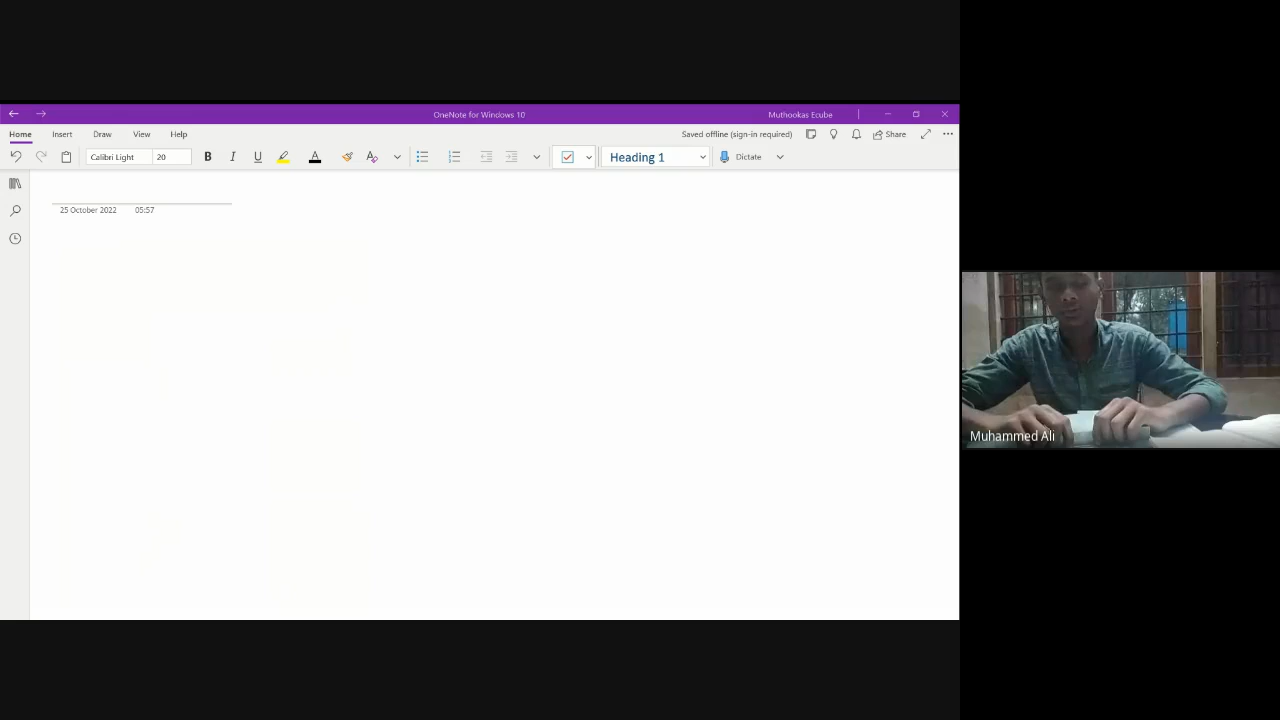 OneNote for Windows 10
Muthookas Ecube
Home Insert Draw View Help
Saved offline (sign-in required)
Share
Calibri Light 20 B I U A A Heading 1 Dictate
25 October 2022 05:57
Muhammed Ali